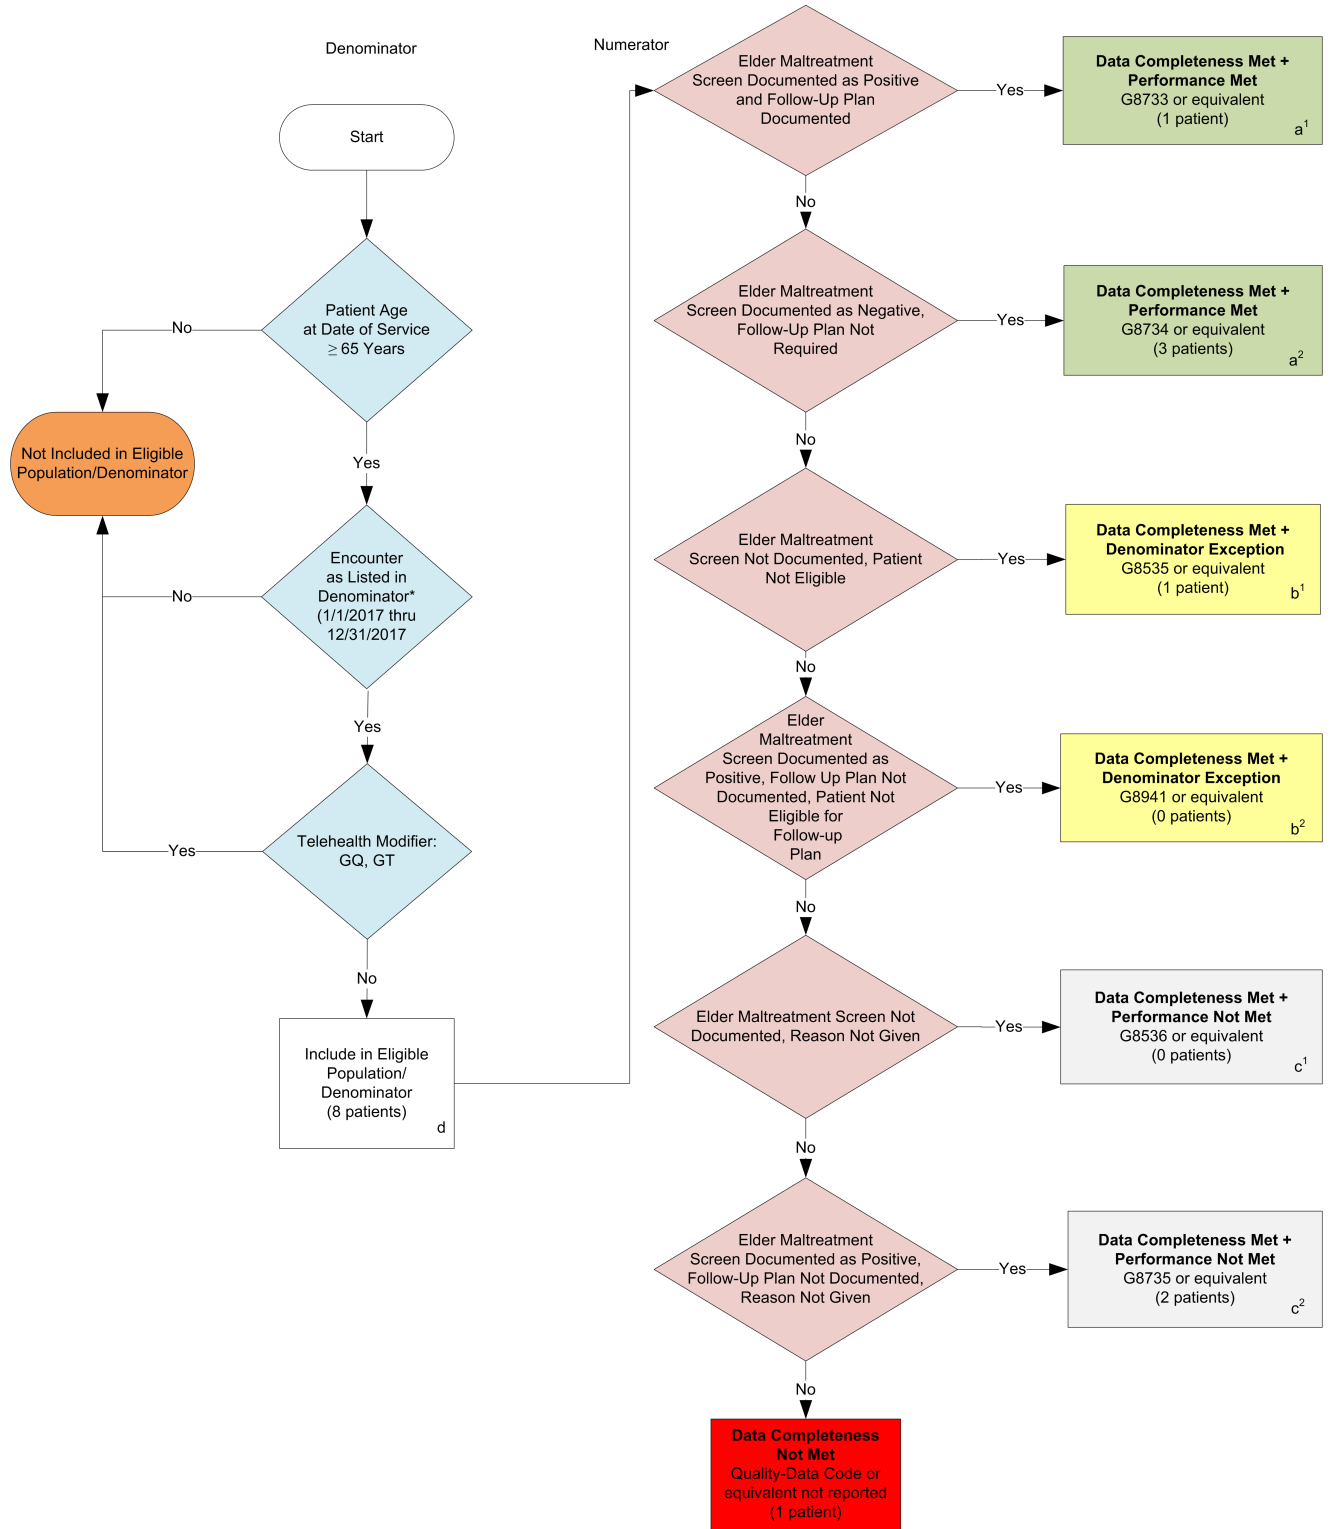 Denominator
Start
Patient Age
at Date of Service
≥ 65 Years
No
Not Included in Eligible
Population/Denominator
Yes
Encounter
as Listed in
Denominator*
(1/1/2017 thru
12/31/2017
No
Yes
Telehealth Modifier:
GQ, GT
Yes
No
Include in Eligible
Population/
Denominator
(8 patients)
d
Numerator
Elder Maltreatment
Screen Documented as Positive
and Follow-Up Plan
Documented
Yes
Data Completeness Met +
Performance Met
G8733 or equivalent
(1 patient)
a¹
No
Elder Maltreatment
Screen Documented as Negative,
Follow-Up Plan Not
Required
Yes
Data Completeness Met +
Performance Met
G8734 or equivalent
(3 patients)
a²
No
Elder Maltreatment
Screen Not Documented, Patient
Not Eligible
Yes
Data Completeness Met +
Denominator Exception
G8535 or equivalent
(1 patient)
b¹
No
Elder
Maltreatment
Screen Documented as
Positive, Follow Up Plan Not
Documented, Patient Not
Eligible for
Follow-up
Plan
Yes
Data Completeness Met +
Denominator Exception
G8941 or equivalent
(0 patients)
b²
No
Elder Maltreatment Screen Not
Documented, Reason Not Given
Yes
Data Completeness Met +
Performance Not Met
G8536 or equivalent
(0 patients)
c¹
No
Elder Maltreatment
Screen Documented as Positive,
Follow-Up Plan Not Documented,
Reason Not Given
Yes
Data Completeness Met +
Performance Not Met
G8735 or equivalent
(2 patients)
c²
No
Data Completeness
Not Met
Quality-Data Code or
equivalent not reported
(1 patient)